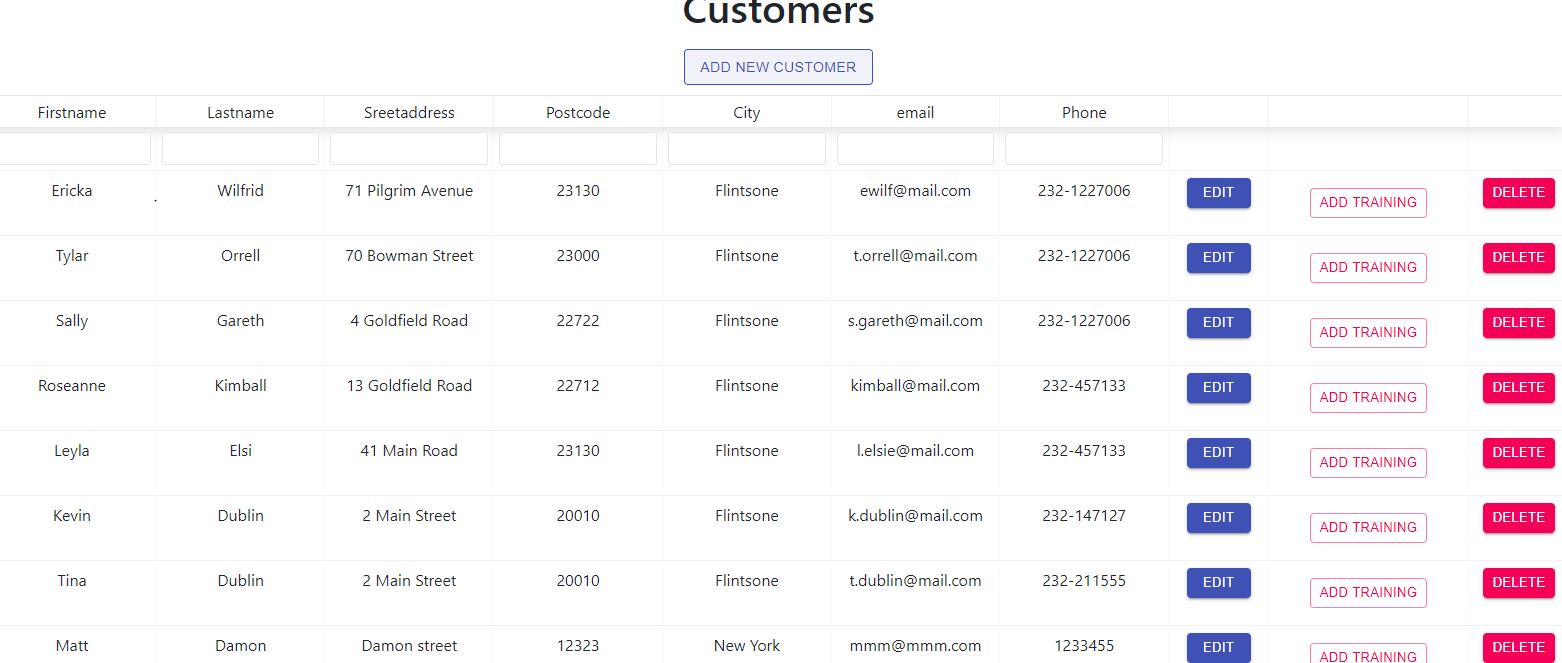 Customers
ADD NEW CUSTOMER
Firstname Lastname Sreetaddress Postcode City email Phone
Ericka Wilfrid 71 Pilgrim Avenue 23130 Flintsone ewilf@mail.com 232-1227006 EDIT ADD TRAINING DELETE
Tylar Orrell 70 Bowman Street 23000 Flintsone t.orrell@mail.com 232-1227006 EDIT ADD TRAINING DELETE
Sally Gareth 4 Goldfield Road 22722 Flintsone s.gareth@mail.com 232-1227006 EDIT ADD TRAINING DELETE
Roseanne Kimball 13 Goldfield Road 22712 Flintsone kimball@mail.com 232-457133 EDIT ADD TRAINING DELETE
Leyla Elsi 41 Main Road 23130 Flintsone l.elsie@mail.com 232-457133 EDIT ADD TRAINING DELETE
Kevin Dublin 2 Main Street 20010 Flintsone k.dublin@mail.com 232-147127 EDIT ADD TRAINING DELETE
Tina Dublin 2 Main Street 20010 Flintsone t.dublin@mail.com 232-211555 EDIT ADD TRAINING DELETE
Matt Damon Damon street 12323 New York mmm@mmm.com 1233455 EDIT ADD TRAINING DELETE